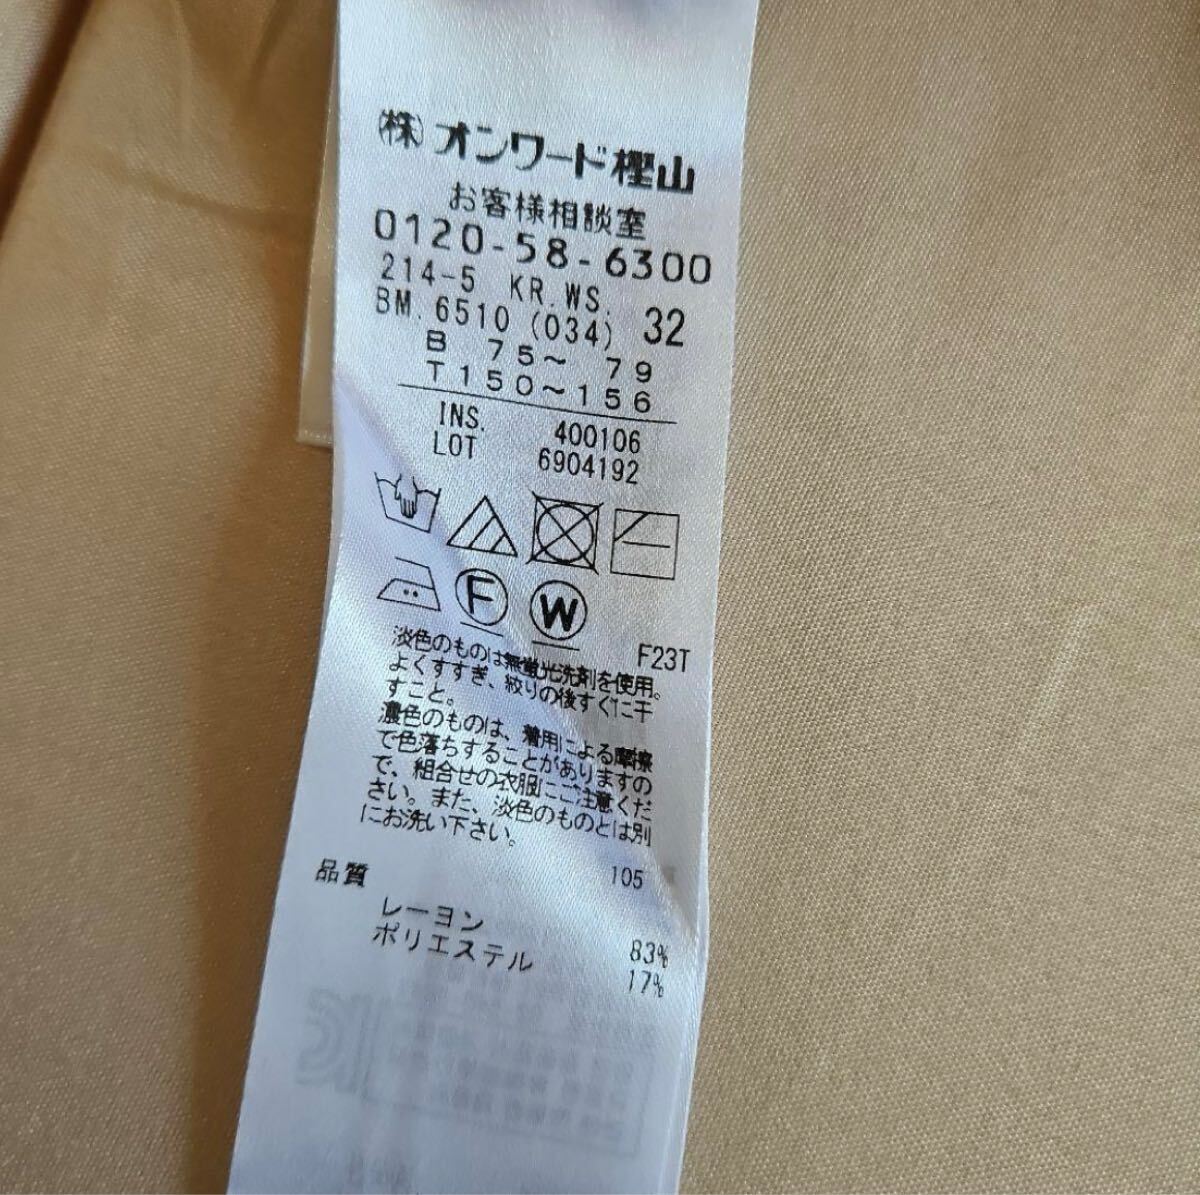 ㈱オンワード樫山
お客様相談室
0120-58-6300
214-5 KR.WS.
BM.6510(034) 32
B 75〜 79
T150〜156
INS. 400106
LOT 6904192
F W
F23T
淡色のものは無蛍光洗剤を使用。
よくすすぎ、絞りの後すぐに干
すこと。
濃色のものは、着用による摩擦
で色落ちすることがありますの
で、組合せの衣服にご注意くだ
さい。また、淡色のものとは別
にお洗い下さい。
品質 105
レーヨン 83%
ポリエステル 17%